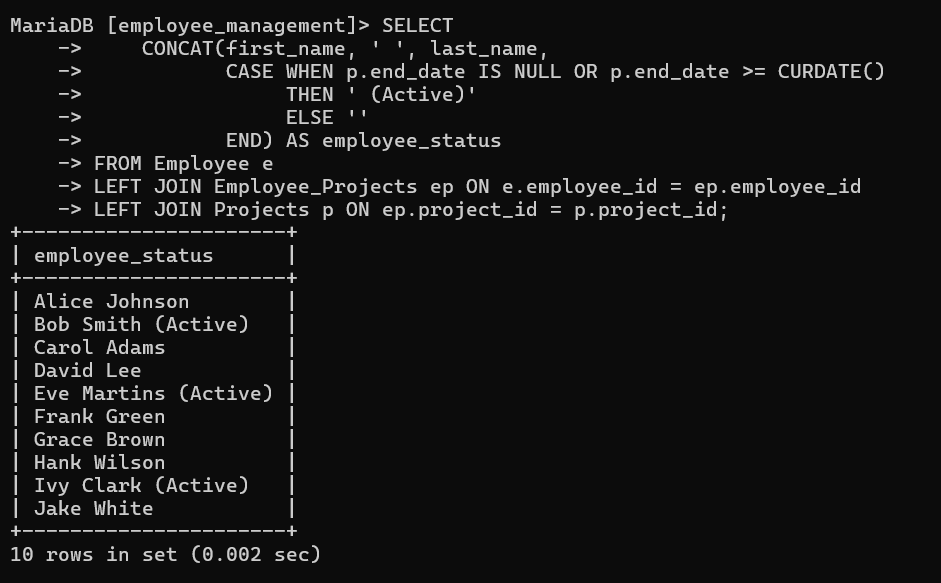 MariaDB [employee_management]> SELECT
    ->     CONCAT(first_name, ' ', last_name,
    ->            CASE WHEN p.end_date IS NULL OR p.end_date >= CURDATE()
    ->                 THEN ' (Active)'
    ->                 ELSE ''
    ->            END) AS employee_status
    -> FROM Employee e
    -> LEFT JOIN Employee_Projects ep ON e.employee_id = ep.employee_id
    -> LEFT JOIN Projects p ON ep.project_id = p.project_id;
+----------------------+
| employee_status      |
+----------------------+
| Alice Johnson        |
| Bob Smith (Active)   |
| Carol Adams          |
| David Lee            |
| Eve Martins (Active) |
| Frank Green          |
| Grace Brown          |
| Hank Wilson          |
| Ivy Clark (Active)   |
| Jake White           |
+----------------------+
10 rows in set (0.002 sec)